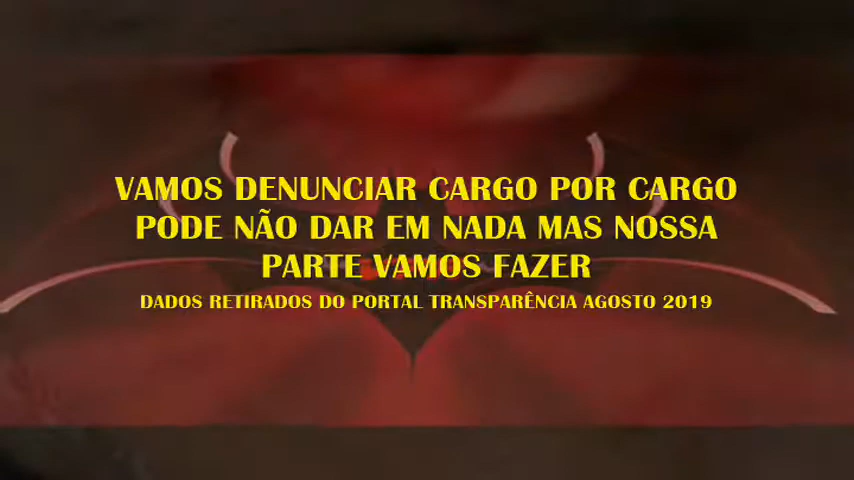 VAMOS DENUNCIAR CARGO POR CARGO
PODE NÃO DAR EM NADA MAS NOSSA
PARTE VAMOS FAZER
DADOS RETIRADOS DO PORTAL TRANSPARÊNCIA AGOSTO 2019